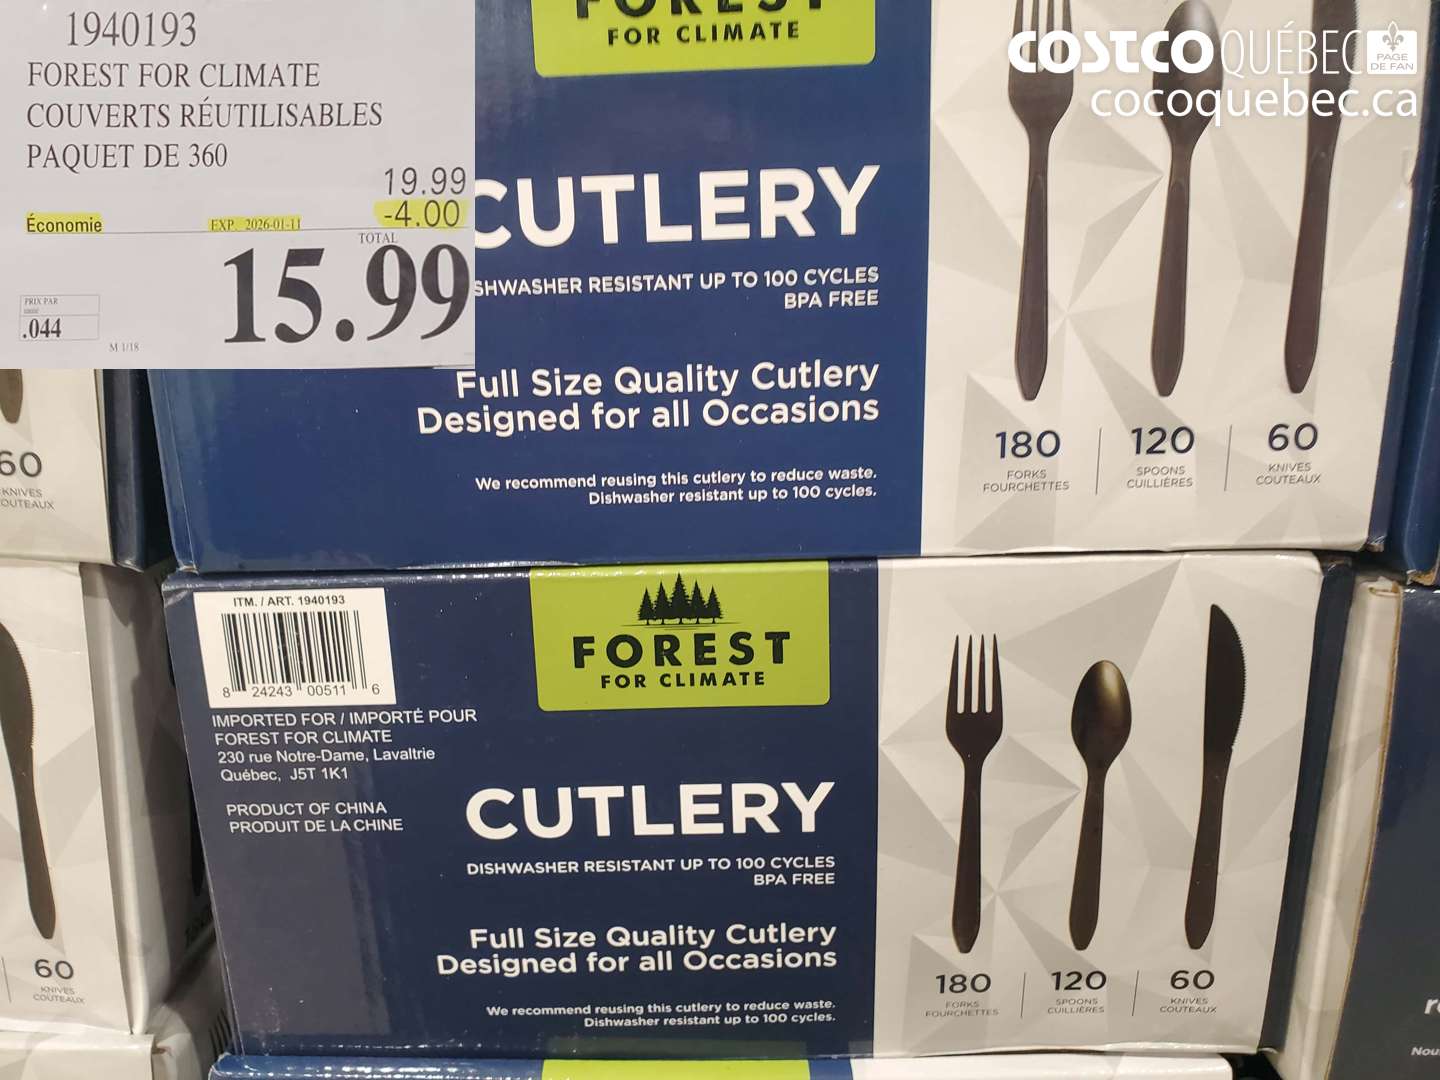 1940193
FOREST FOR CLIMATE
COUVERTS RÉUTILISABLES
PAQUET DE 360
19.99
Économie
EXP. 2026-01-11
-4.00
TOTAL
15.99
PRIX PAR
.044
M 1/18
COSTCO QUÉBEC
PAGE
DE FAN
cocoquebec.ca
FOREST
FOR CLIMATE
CUTLERY
SHWASHER RESISTANT UP TO 100 CYCLES
BPA FREE
Full Size Quality Cutlery
Designed for all Occasions
We recommend reusing this cutlery to reduce waste.
Dishwasher resistant up to 100 cycles.
180
FORKS
FOURCHETTES
120
SPOONS
CUILLIÈRES
60
KNIVES
COUTEAUX
60
KNIVES
COUTEAUX
ITM. / ART. 1940193
8 24243 00511 6
IMPORTED FOR / IMPORTÉ POUR
FOREST FOR CLIMATE
230 rue Notre-Dame, Lavaltrie
Québec, J5T 1K1
PRODUCT OF CHINA
PRODUIT DE LA CHINE
FOREST
FOR CLIMATE
CUTLERY
DISHWASHER RESISTANT UP TO 100 CYCLES
BPA FREE
Full Size Quality Cutlery
Designed for all Occasions
We recommend reusing this cutlery to reduce waste.
Dishwasher resistant up to 100 cycles.
180
FORKS
FOURCHETTES
120
SPOONS
CUILLIÈRES
60
KNIVES
COUTEAUX
60
KNIVES
COUTEAUX